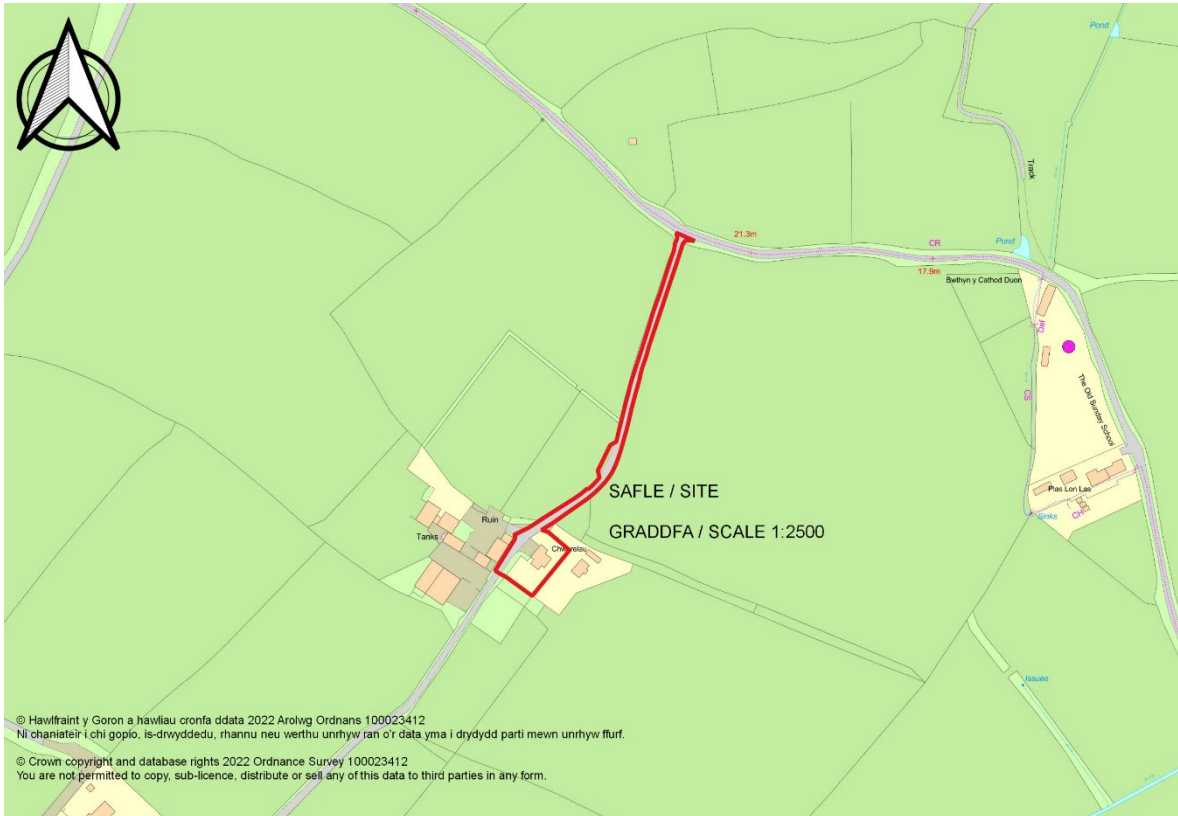 Pond
Track
Pond
21.3m
CR
17.9m
Bwthyn y Cathod Duon
Def
CS
The Old Sunday School
SAFLE / SITE
Plas Lon Las
Ruin
Sinks
CH
Tanks
GRADDFA / SCALE 1:2500
Issues
© Hawlfraint y Goron a hawliau cronfa ddata 2022 Arolwg Ordnans 100023412
Ni chaniateir i chi gopïo, is-drwyddedu, rhannu neu werthu unrhyw ran o'r data yma i drydydd parti mewn unrhyw ffurf.
© Crown copyright and database rights 2022 Ordnance Survey 100023412
You are not permitted to copy, sub-licence, distribute or sell any of this data to third parties in any form.